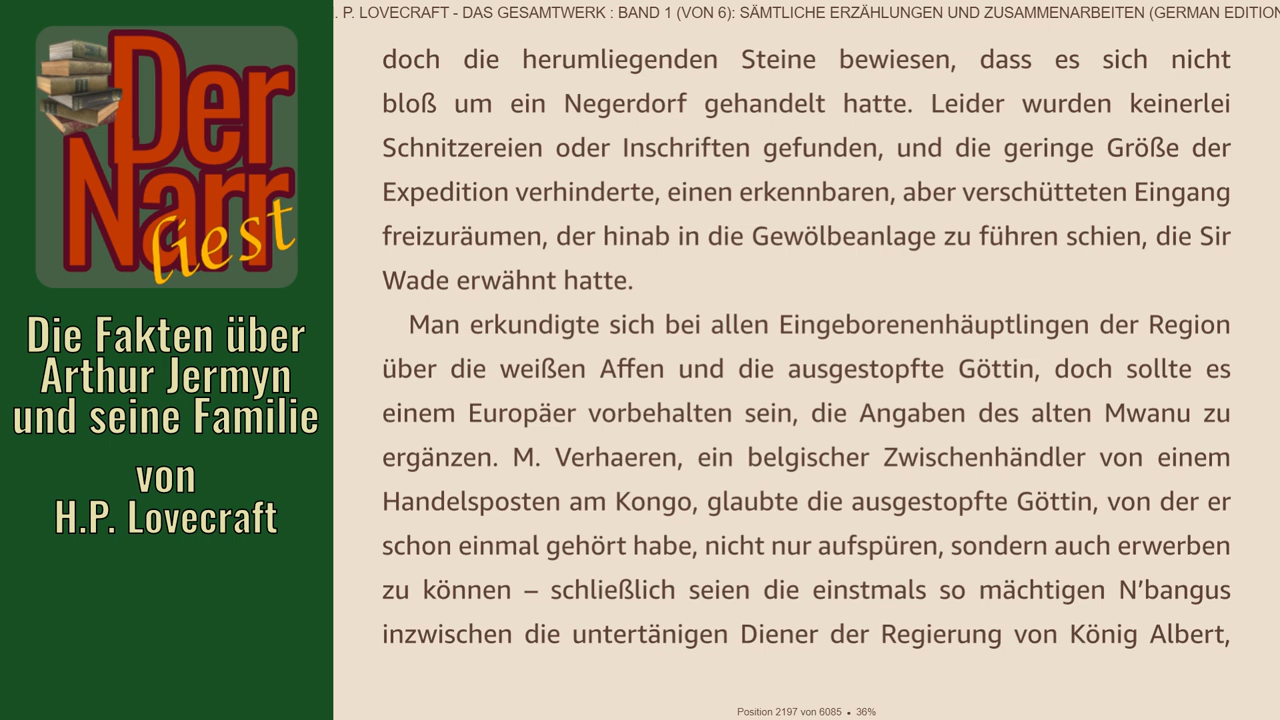 Der
Narr
liest
Die Fakten über
Arthur Jermyn
und seine Familie
von
H.P. Lovecraft
. P. LOVECRAFT - DAS GESAMTWERK : BAND 1 (VON 6): SÄMTLICHE ERZÄHLUNGEN UND ZUSAMMENARBEITEN (GERMAN EDITION
doch die herumliegenden Steine bewiesen, dass es sich nicht
bloß um ein Negerdorf gehandelt hatte. Leider wurden keinerlei
Schnitzereien oder Inschriften gefunden, und die geringe Größe der
Expedition verhinderte, einen erkennbaren, aber verschütteten Eingang
freizuräumen, der hinab in die Gewölbeanlage zu führen schien, die Sir
Wade erwähnt hatte.
Man erkundigte sich bei allen Eingeborenenhäuptlingen der Region
über die weißen Affen und die ausgestopfte Göttin, doch sollte es
einem Europäer vorbehalten sein, die Angaben des alten Mwanu zu
ergänzen. M. Verhaeren, ein belgischer Zwischenhändler von einem
Handelsposten am Kongo, glaubte die ausgestopfte Göttin, von der er
schon einmal gehört habe, nicht nur aufspüren, sondern auch erwerben
zu können – schließlich seien die einstmals so mächtigen N’bangus
inzwischen die untertänigen Diener der Regierung von König Albert,
Position 2197 von 6085 • 36%